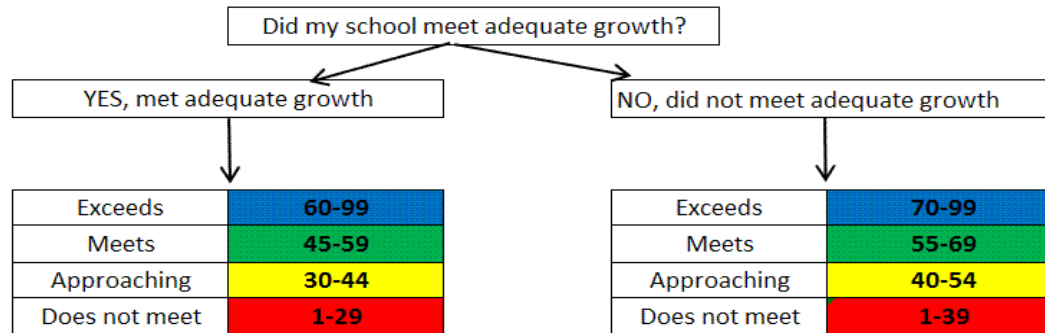 Did my school meet adequate growth?
YES, met adequate growth
NO, did not meet adequate growth
Exceeds 60-99
Meets 45-59
Approaching 30-44
Does not meet 1-29
Exceeds 70-99
Meets 55-69
Approaching 40-54
Does not meet 1-39